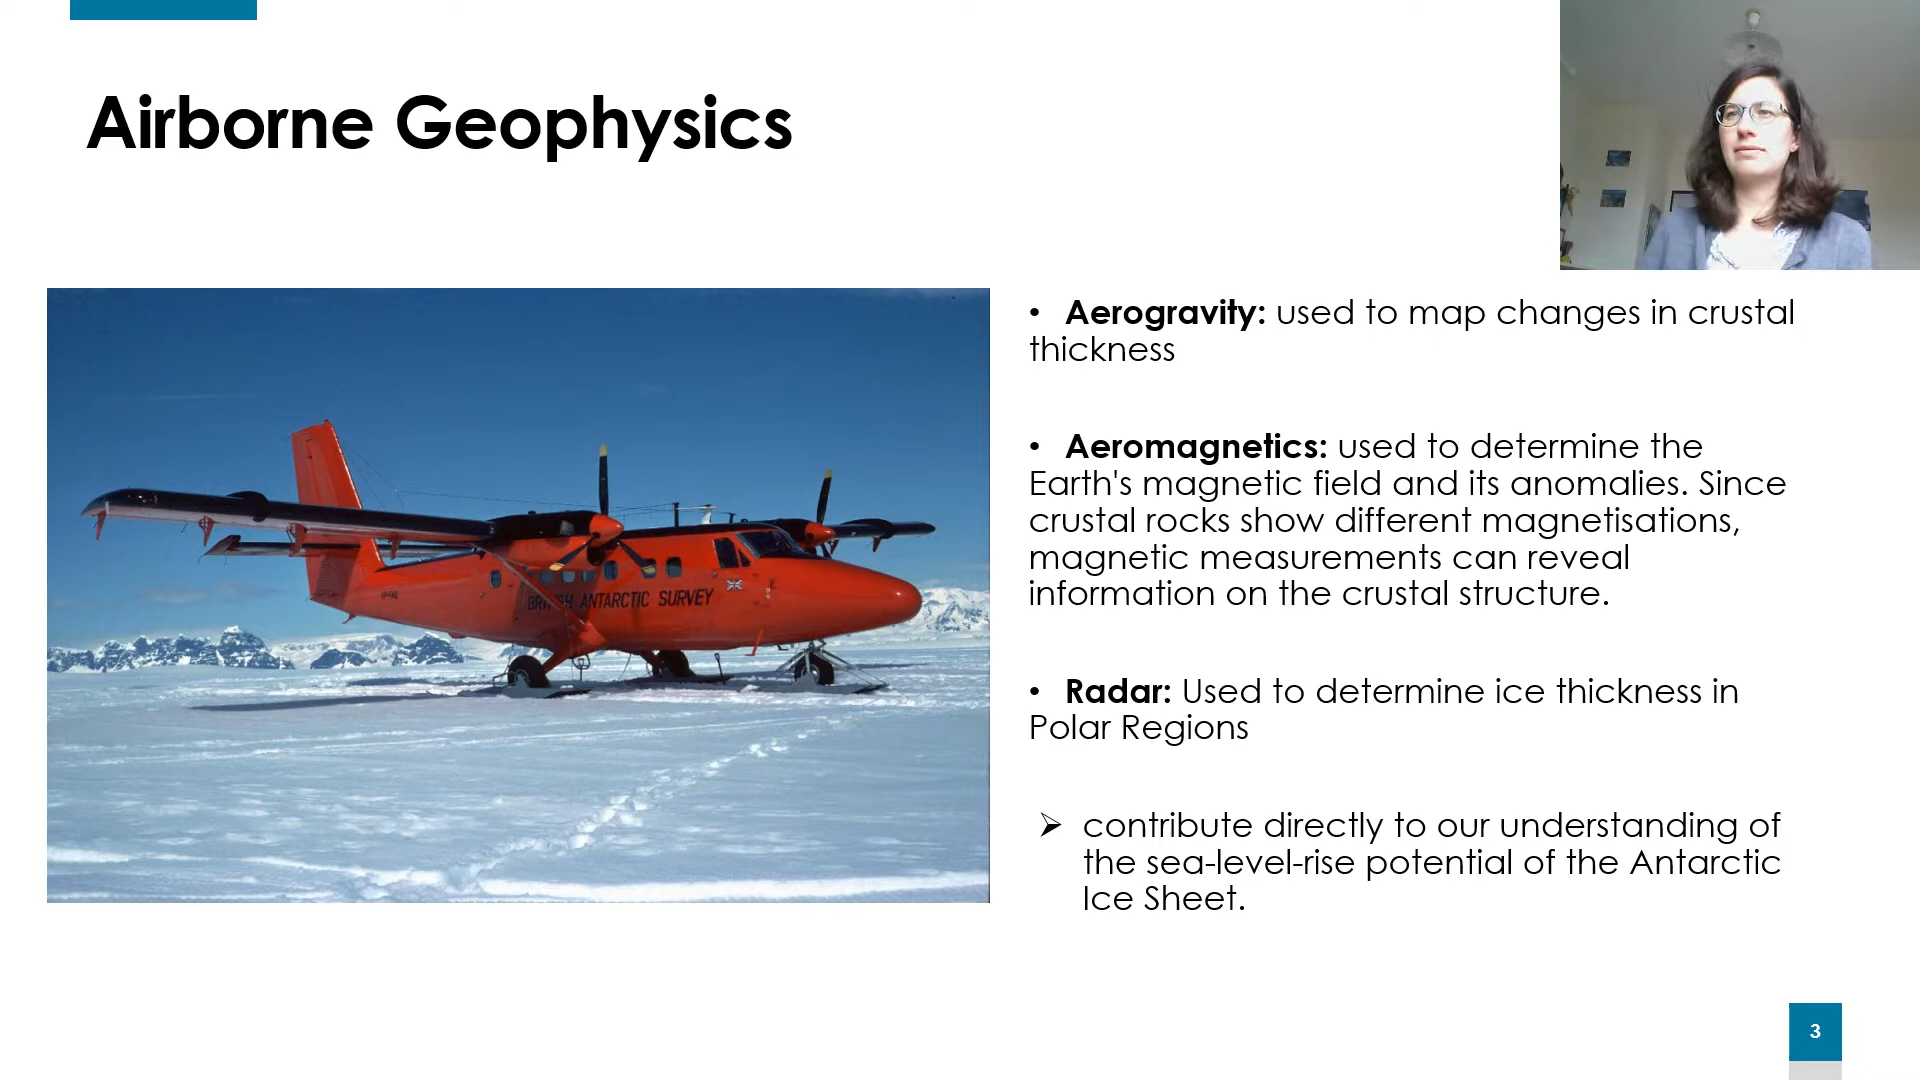 Airborne Geophysics
• Aerogravity: used to map changes in crustal
thickness
• Aeromagnetics: used to determine the
Earth's magnetic field and its anomalies. Since
crustal rocks show different magnetisations,
magnetic measurements can reveal
information on the crustal structure.
• Radar: Used to determine ice thickness in
Polar Regions
➢ contribute directly to our understanding of
the sea-level-rise potential of the Antarctic
Ice Sheet.
BRITISH ANTARCTIC SURVEY
3